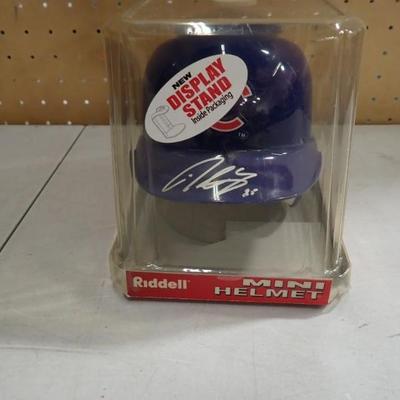 NEW
DISPLAY
STAND
Inside Packaging
C
Riddell
MINI
HELMET